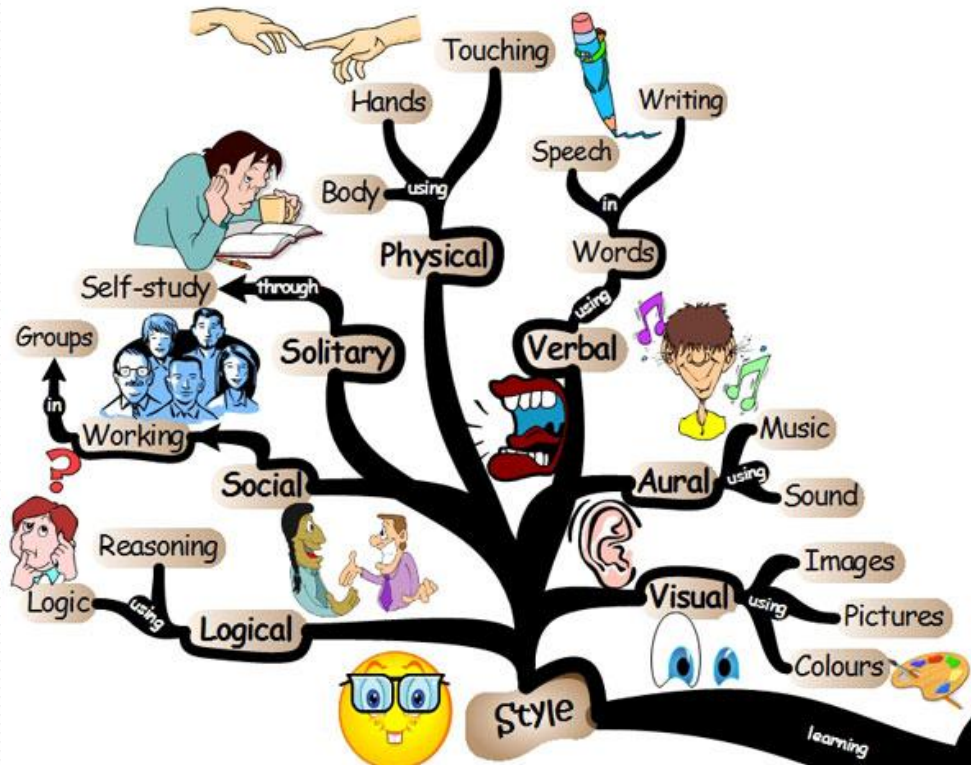 Touching
Hands
Writing
Speech
Body
using
in
Physical
Words
Self-study
through
using
Groups
Solitary
Verbal
in
Working
Music
Social
Aural
using
Sound
?
Reasoning
Images
Logic
using
Logical
Visual
using
Pictures
Colours
Style
learning